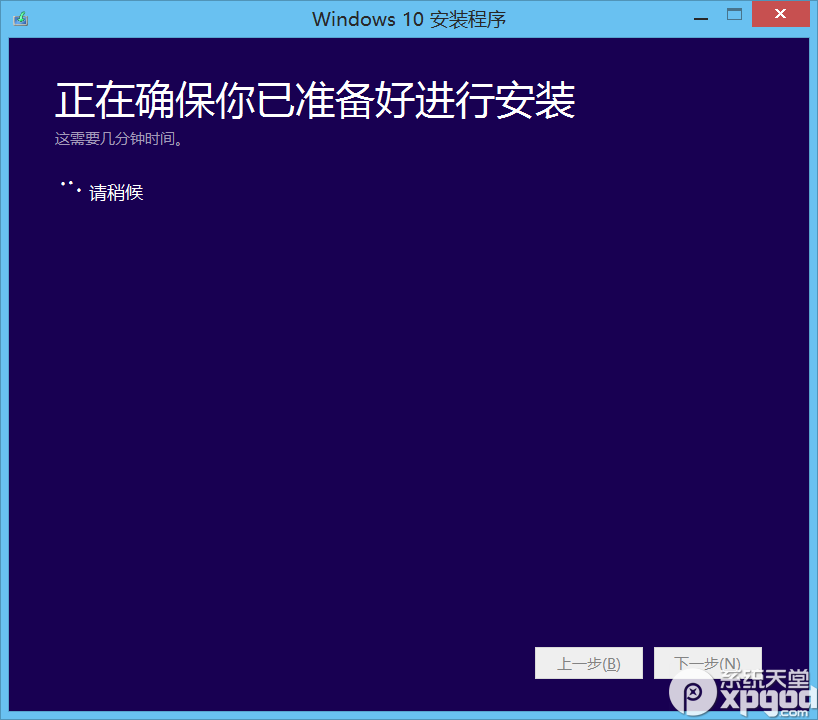 Windows 10 安装程序
正在确保你已准备好进行安装
这需要几分钟时间。
请稍候
上一步(B)
下一步(N)
系统天堂
xpgod
.com